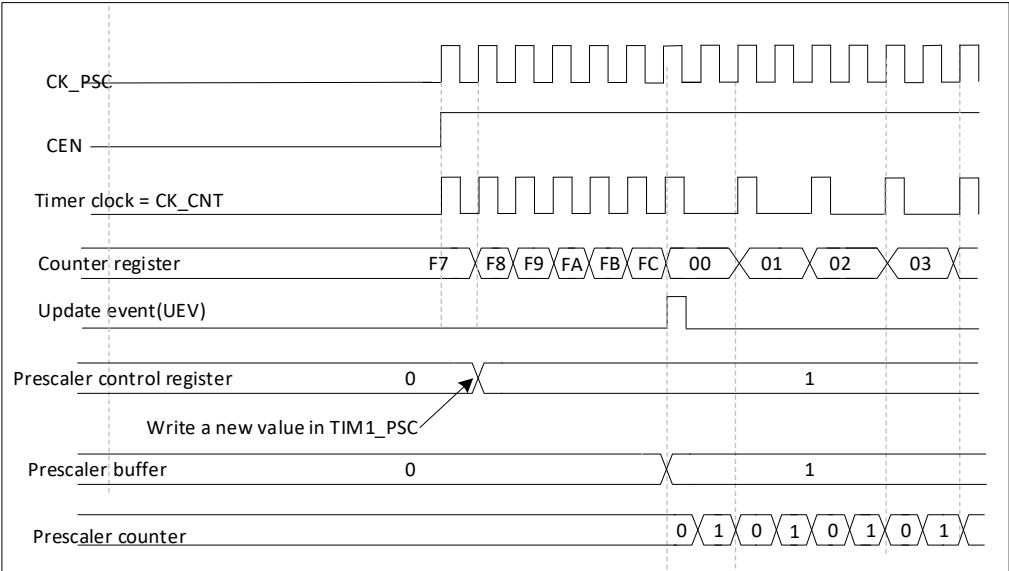 CK_PSC
CEN
Timer clock = CK_CNT
Counter register F7 F8 F9 FA FB FC 00 01 02 03
Update event(UEV)
Prescaler control register 0 1
Write a new value in TIM1_PSC
Prescaler buffer 0 1
Prescaler counter 0 1 0 1 0 1 0 1